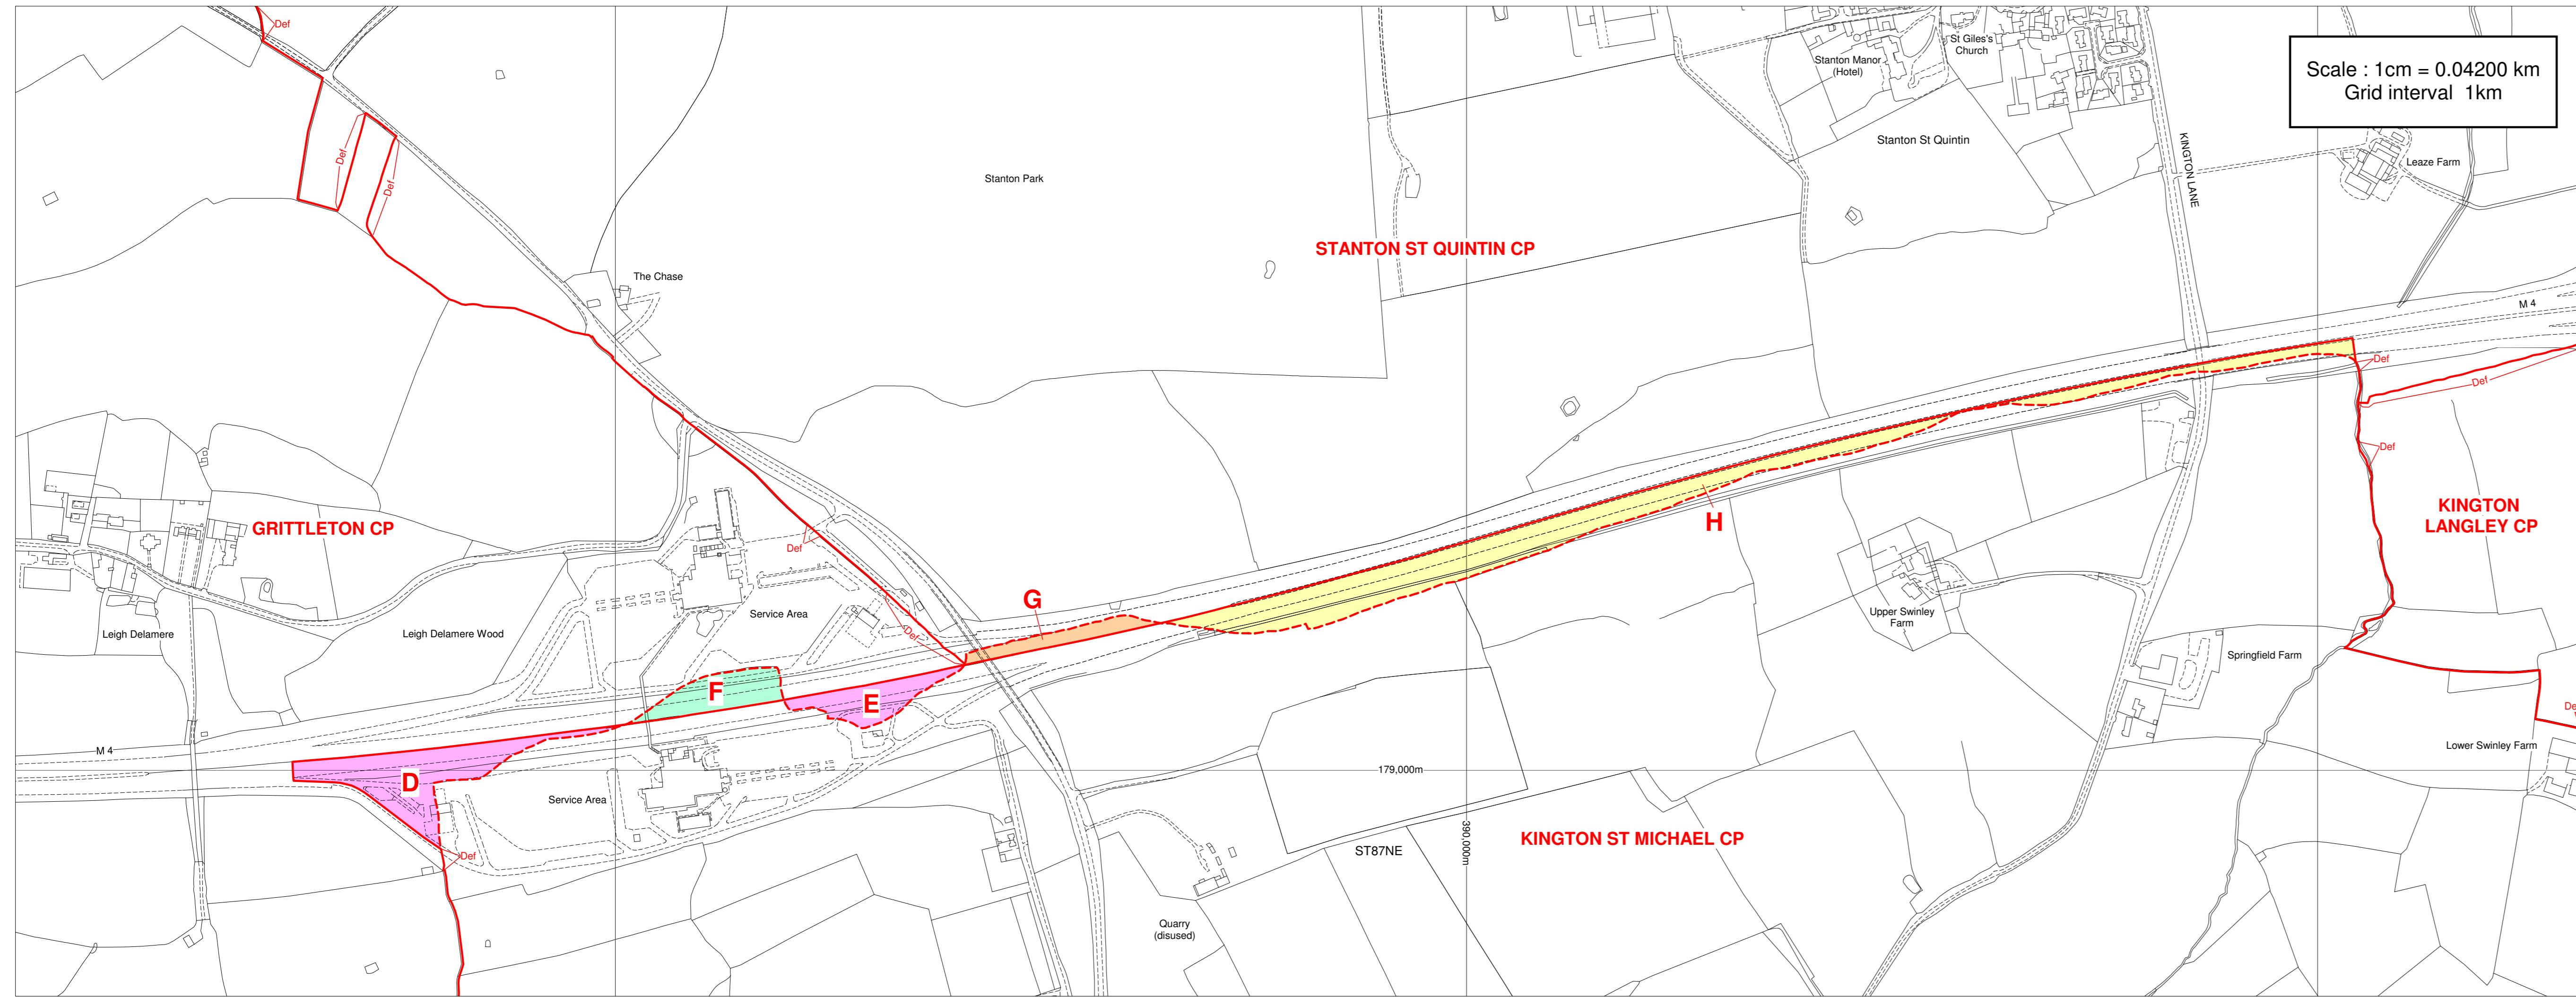 Def
Scale : 1cm = 0.04200 km
Grid interval 1km
St Giles's
Church
Stanton Manor
(Hotel)
Stanton St Quintin
KINGTON LANE
Leaze Farm
Def
Def
Stanton Park
STANTON ST QUINTIN CP
The Chase
M 4
Def
Def
Def
KINGTON
LANGLEY CP
H
GRITTLETON CP
Def
G
Service Area
Def
Leigh Delamere
Leigh Delamere Wood
Upper Swinley
Farm
Springfield Farm
F
E
De
M 4
Lower Swinley Farm
D
179,000m
Service Area
Def
390,000m
KINGTON ST MICHAEL CP
ST87NE
Quarry
(disused)